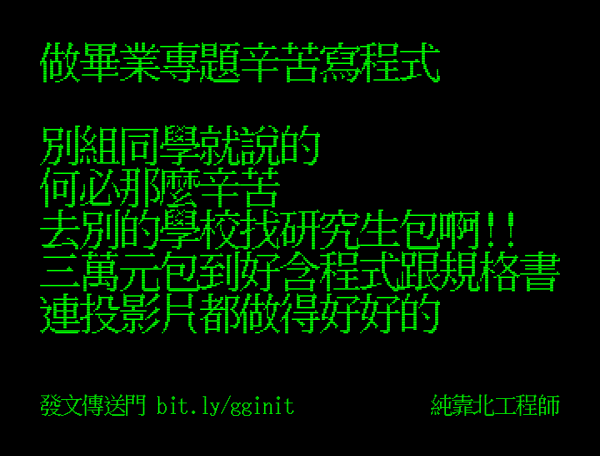 做畢業專題辛苦寫程式
別組同學就說的
何必那麼辛苦
去別的學校找研究生包啊!!
三萬元包到好含程式跟規格書
連投影片都做得好好的
發文傳送門 bit.ly/gginit
純靠北工程師